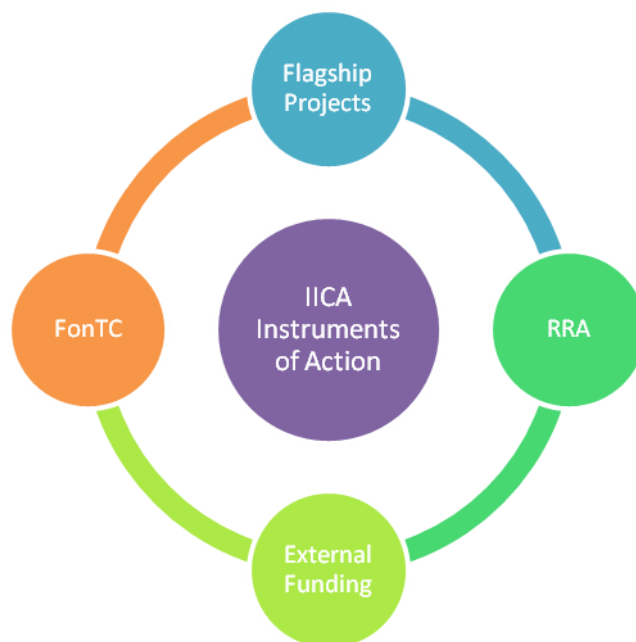 Flagship
Projects
FonTC
IICA
Instruments
of Action
RRA
External
Funding